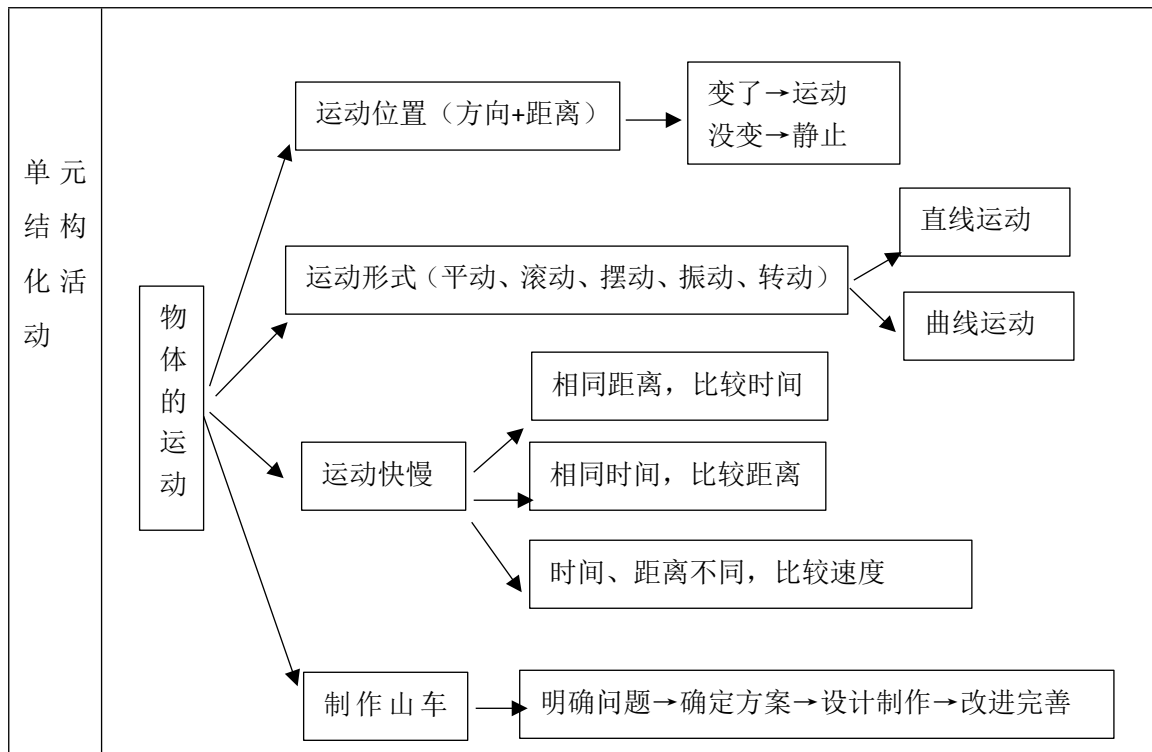 单元
结构
化活
动
物
体
的
运
动
运动位置（方向+距离）
变了→运动
没变→静止
运动形式（平动、滚动、摆动、振动、转动）
直线运动
曲线运动
运动快慢
相同距离，比较时间
相同时间，比较距离
时间、距离不同，比较速度
制作山车
明确问题→确定方案→设计制作→改进完善